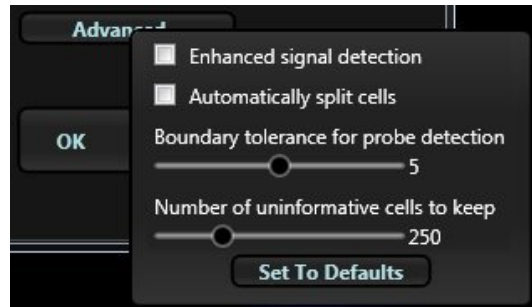 Advanced
Enhanced signal detection
Automatically split cells
OK
Boundary tolerance for probe detection
5
Number of uninformative cells to keep
250
Set To Defaults